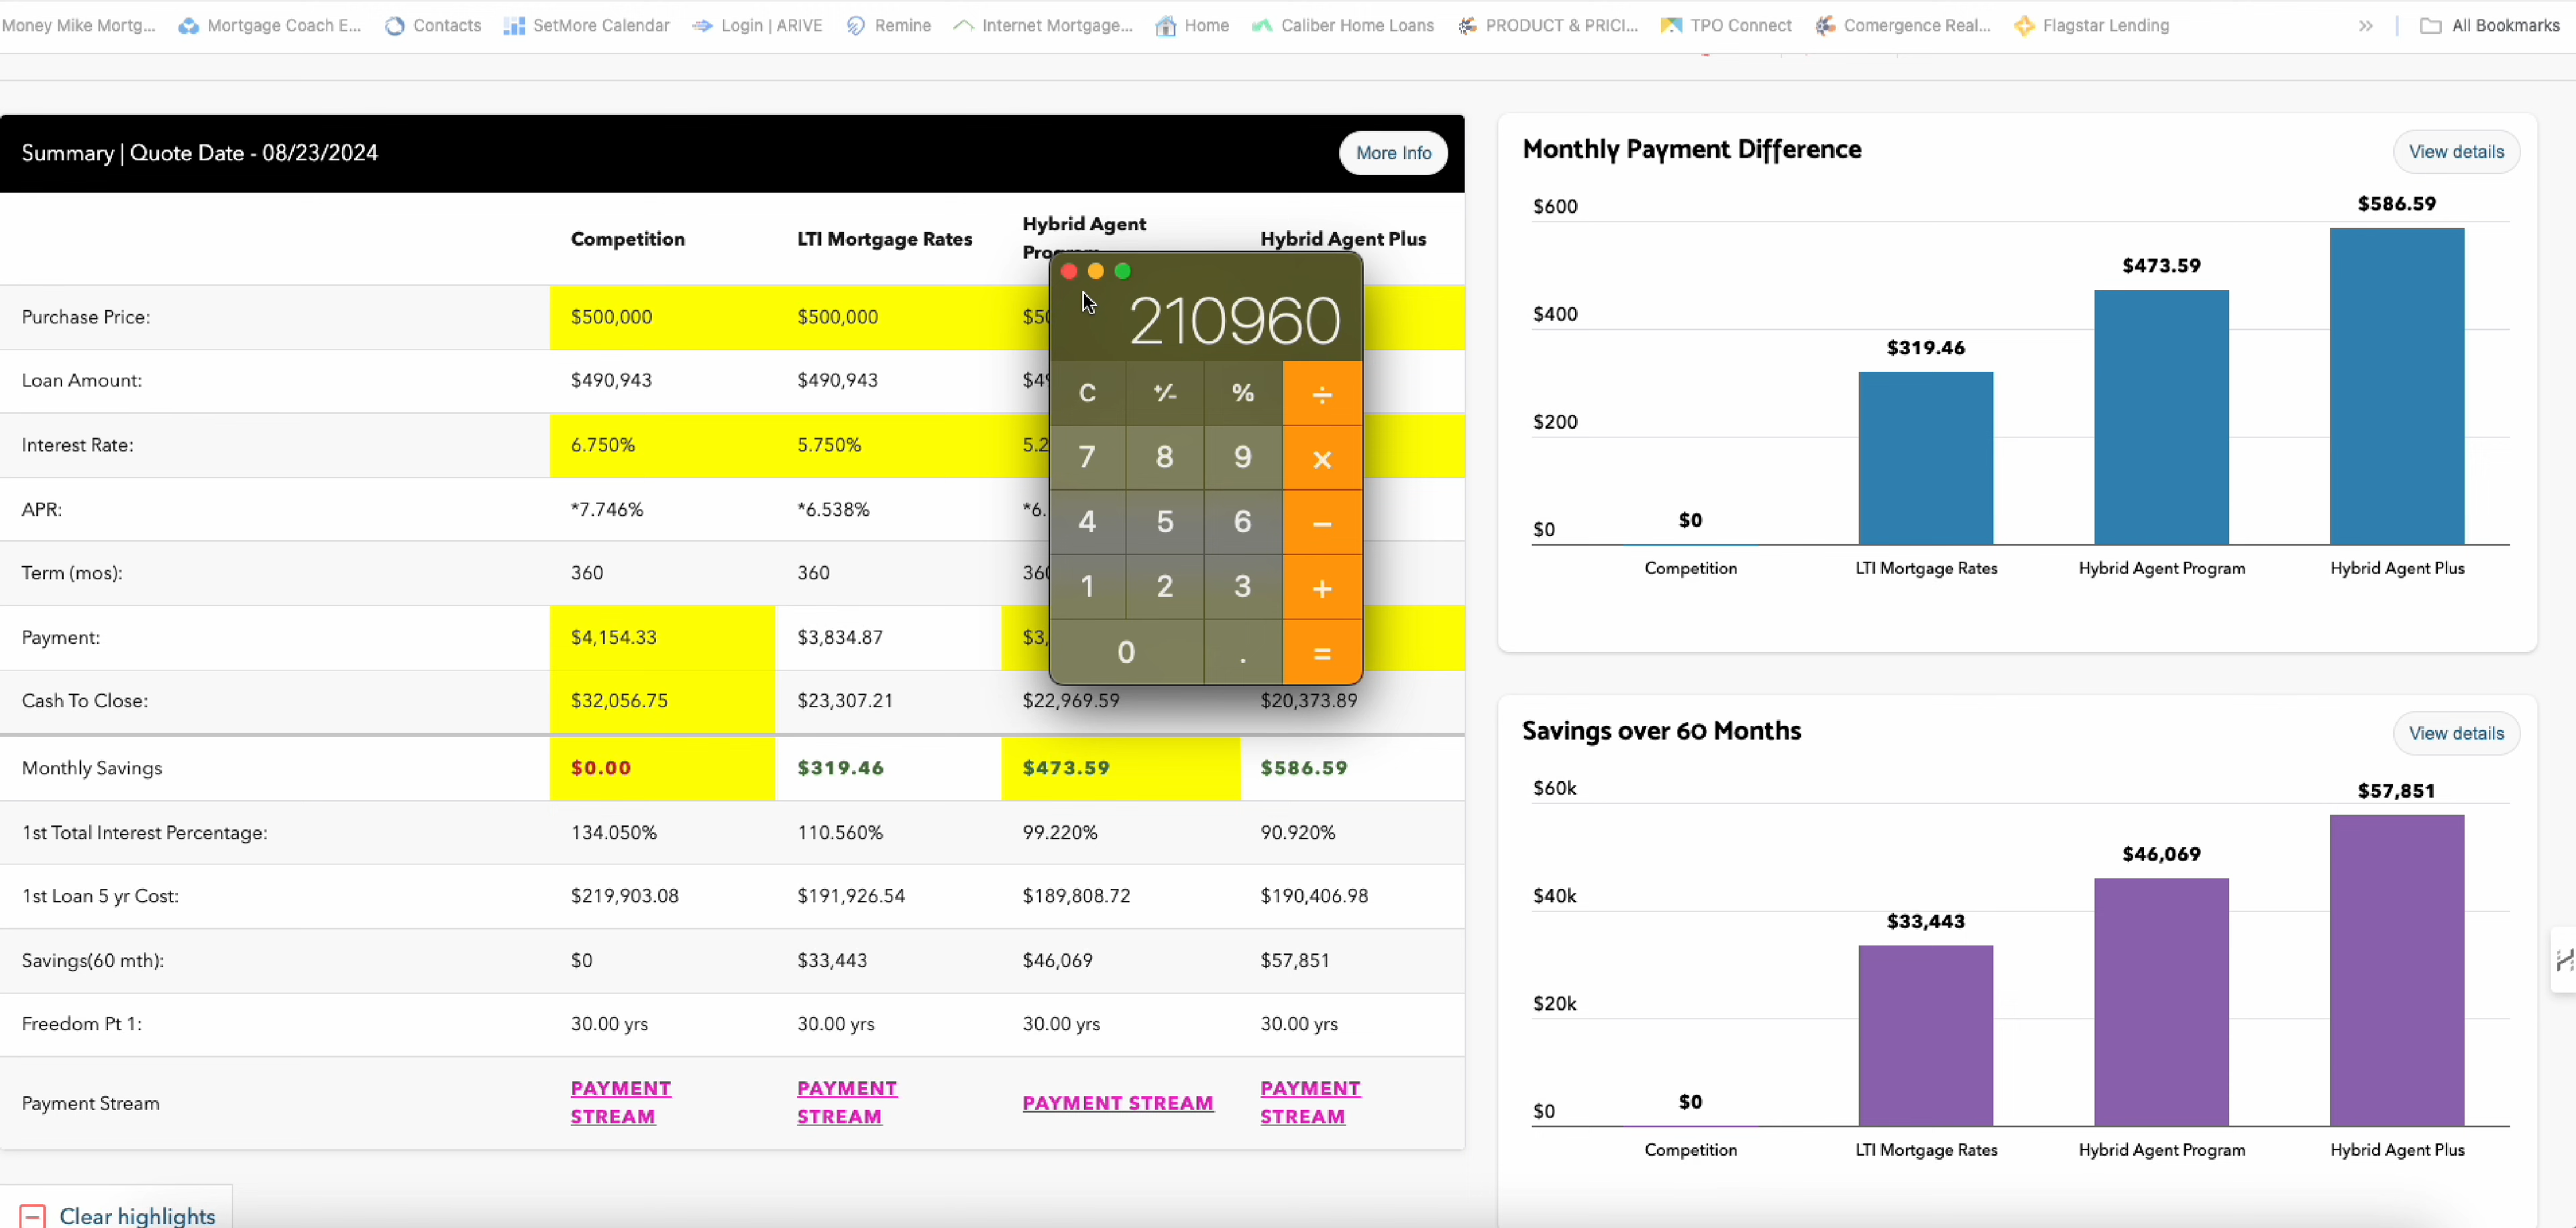 Money Mike Mortg... Mortgage Coach E... Contacts SetMore Calendar Login | ARIVE Remine Internet Mortgage... Home Caliber Home Loans PRODUCT & PRICI... TPO Connect Comergence Real... Flagstar Lending » All Bookmarks
Summary | Quote Date - 08/23/2024 More Info
Competition LTI Mortgage Rates Hybrid Agent Hybrid Agent Plus
Purchase Price: $500,000 $500,000
Loan Amount: $490,943 $490,943
Interest Rate: 6.750% 5.750% 5.2
APR: *7.746% *6.538% *6.
Term (mos): 360 360 360
Payment: $4,154.33 $3,834.87 $3,
Cash To Close: $32,056.75 $23,307.21 $22,969.59 $20,373.89
Monthly Savings $0.00 $319.46 $473.59 $586.59
1st Total Interest Percentage: 134.050% 110.560% 99.220% 90.920%
1st Loan 5 yr Cost: $219,903.08 $191,926.54 $189,808.72 $190,406.98
Savings(60 mth): $0 $33,443 $46,069 $57,851
Freedom Pt 1: 30.00 yrs 30.00 yrs 30.00 yrs 30.00 yrs
Payment Stream PAYMENT STREAM PAYMENT STREAM PAYMENT STREAM PAYMENT STREAM
Clear highlights
210960
C +/- % ÷
7 8 9 ×
4 5 6 −
1 2 3 +
0 . =
Monthly Payment Difference View details
$600
$400
$200
$0
$0 $319.46 $473.59 $586.59
Competition LTI Mortgage Rates Hybrid Agent Program Hybrid Agent Plus
Savings over 60 Months View details
$60k
$40k
$20k
$0
$0 $33,443 $46,069 $57,851
Competition LTI Mortgage Rates Hybrid Agent Program Hybrid Agent Plus